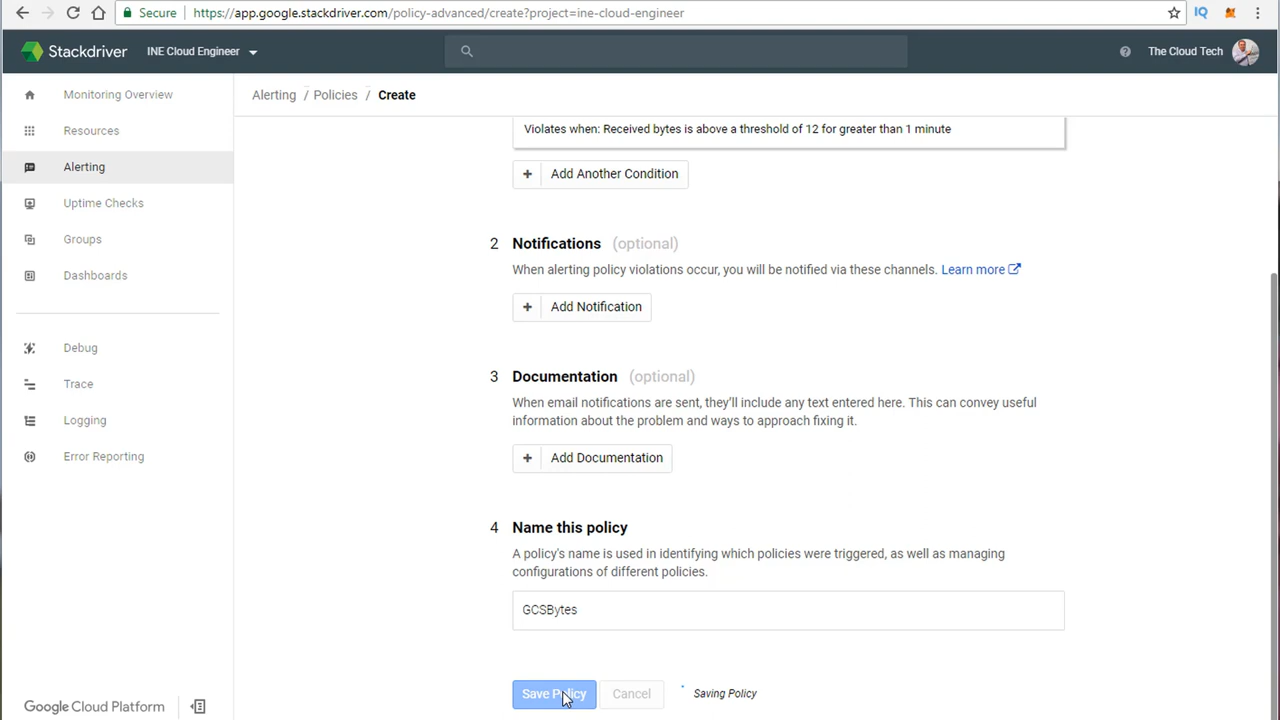 Secure
https://app.google.stackdriver.com/policy-advanced/create?project=ine-cloud-engineer
IQ
Stackdriver
INE Cloud Engineer
The Cloud Tech
Monitoring Overview
Resources
Alerting
Uptime Checks
Groups
Dashboards
Debug
Trace
Logging
Error Reporting
Google Cloud Platform
Alerting / Policies / Create
Violates when: Received bytes is above a threshold of 12 for greater than 1 minute
+ Add Another Condition
2 Notifications (optional)
When alerting policy violations occur, you will be notified via these channels. Learn more
+ Add Notification
3 Documentation (optional)
When email notifications are sent, they'll include any text entered here. This can convey useful
information about the problem and ways to approach fixing it.
+ Add Documentation
4 Name this policy
A policy's name is used in identifying which policies were triggered, as well as managing
configurations of different policies.
GCSBytes
Save Policy
Cancel
Saving Policy